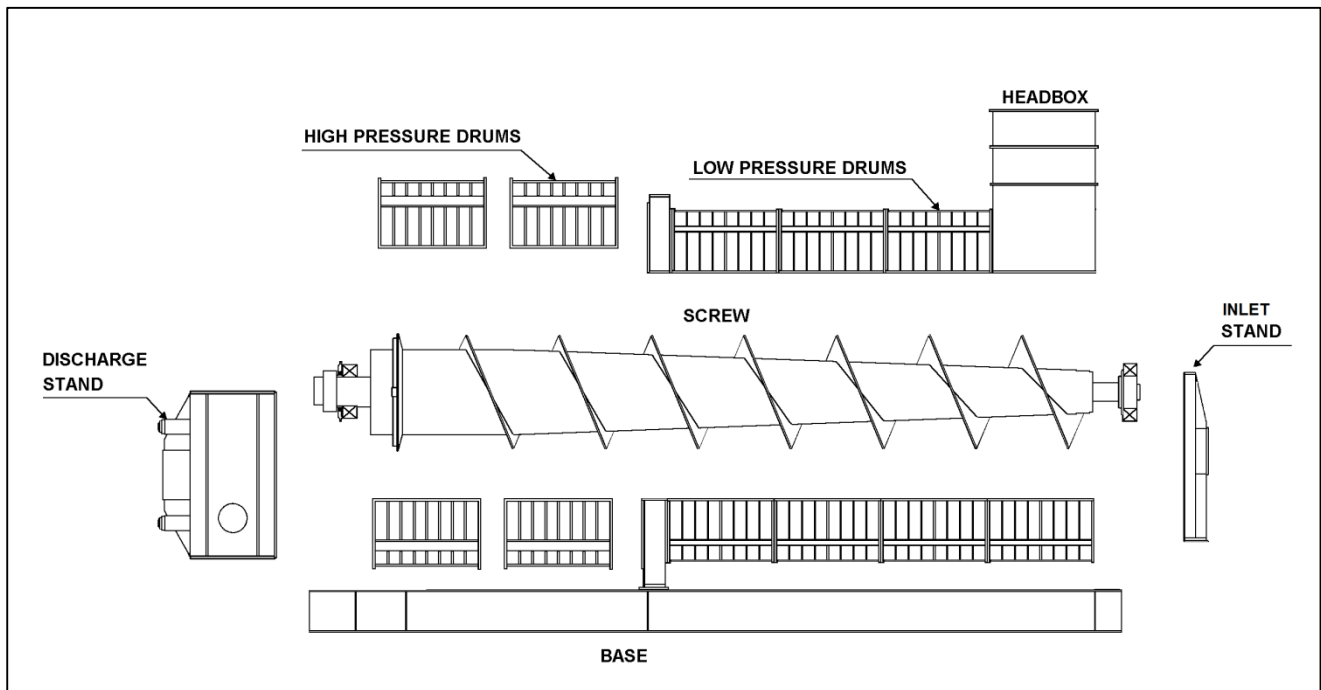 HEADBOX
HIGH PRESSURE DRUMS
LOW PRESSURE DRUMS
SCREW
INLET
STAND
DISCHARGE
STAND
BASE